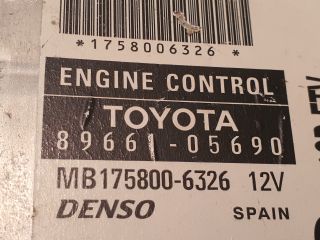 *1758006326*
ENGINE CONTROL
TOYOTA
89661-05690
MB175800-6326 12V
DENSO SPAIN